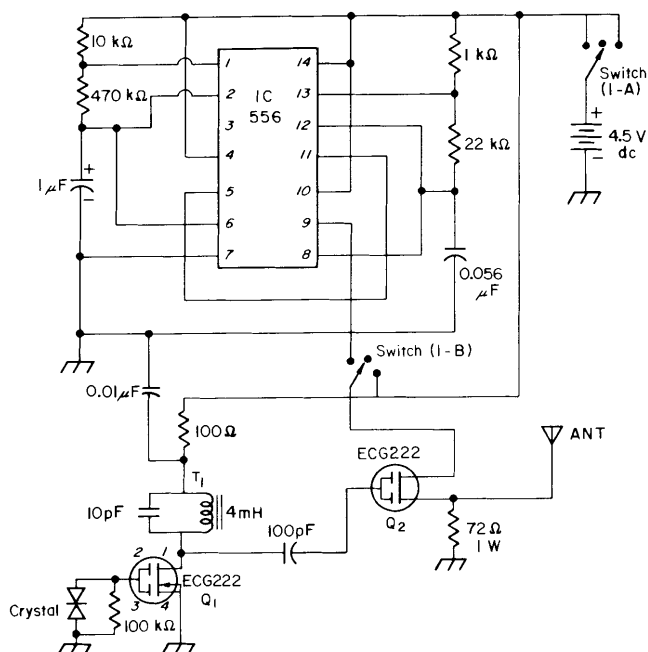 10 kΩ
470 kΩ
1 μF
+
−
IC
556
1
2
3
4
5
6
7
14
13
12
11
10
9
8
1 kΩ
22 kΩ
0.056
μF
Switch
(1-A)
+
−
4.5 V
dc
0.01 μF
Switch (1-B)
100 Ω
T1
10pF
4mH
100pF
ECG222
Q2
ANT
72 Ω
1 W
2
1
3
4
ECG222
Q1
Crystal
100 kΩ